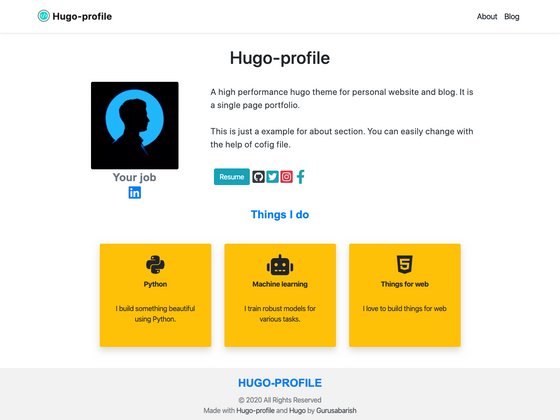 Hugo-profile
About Blog
Hugo-profile
A high performance hugo theme for personal website and blog. It is
a single page portfolio.
This is just a example for about section. You can easily change with
the help of cofig file.
Your job
Resume
Things I do
Python
I build something beautiful
using Python.
Machine learning
I train robust models for
various tasks.
Things for web
I love to build things for web
HUGO-PROFILE
© 2020 All Rights Reserved
Made with Hugo-profile and Hugo by Gurusabarish